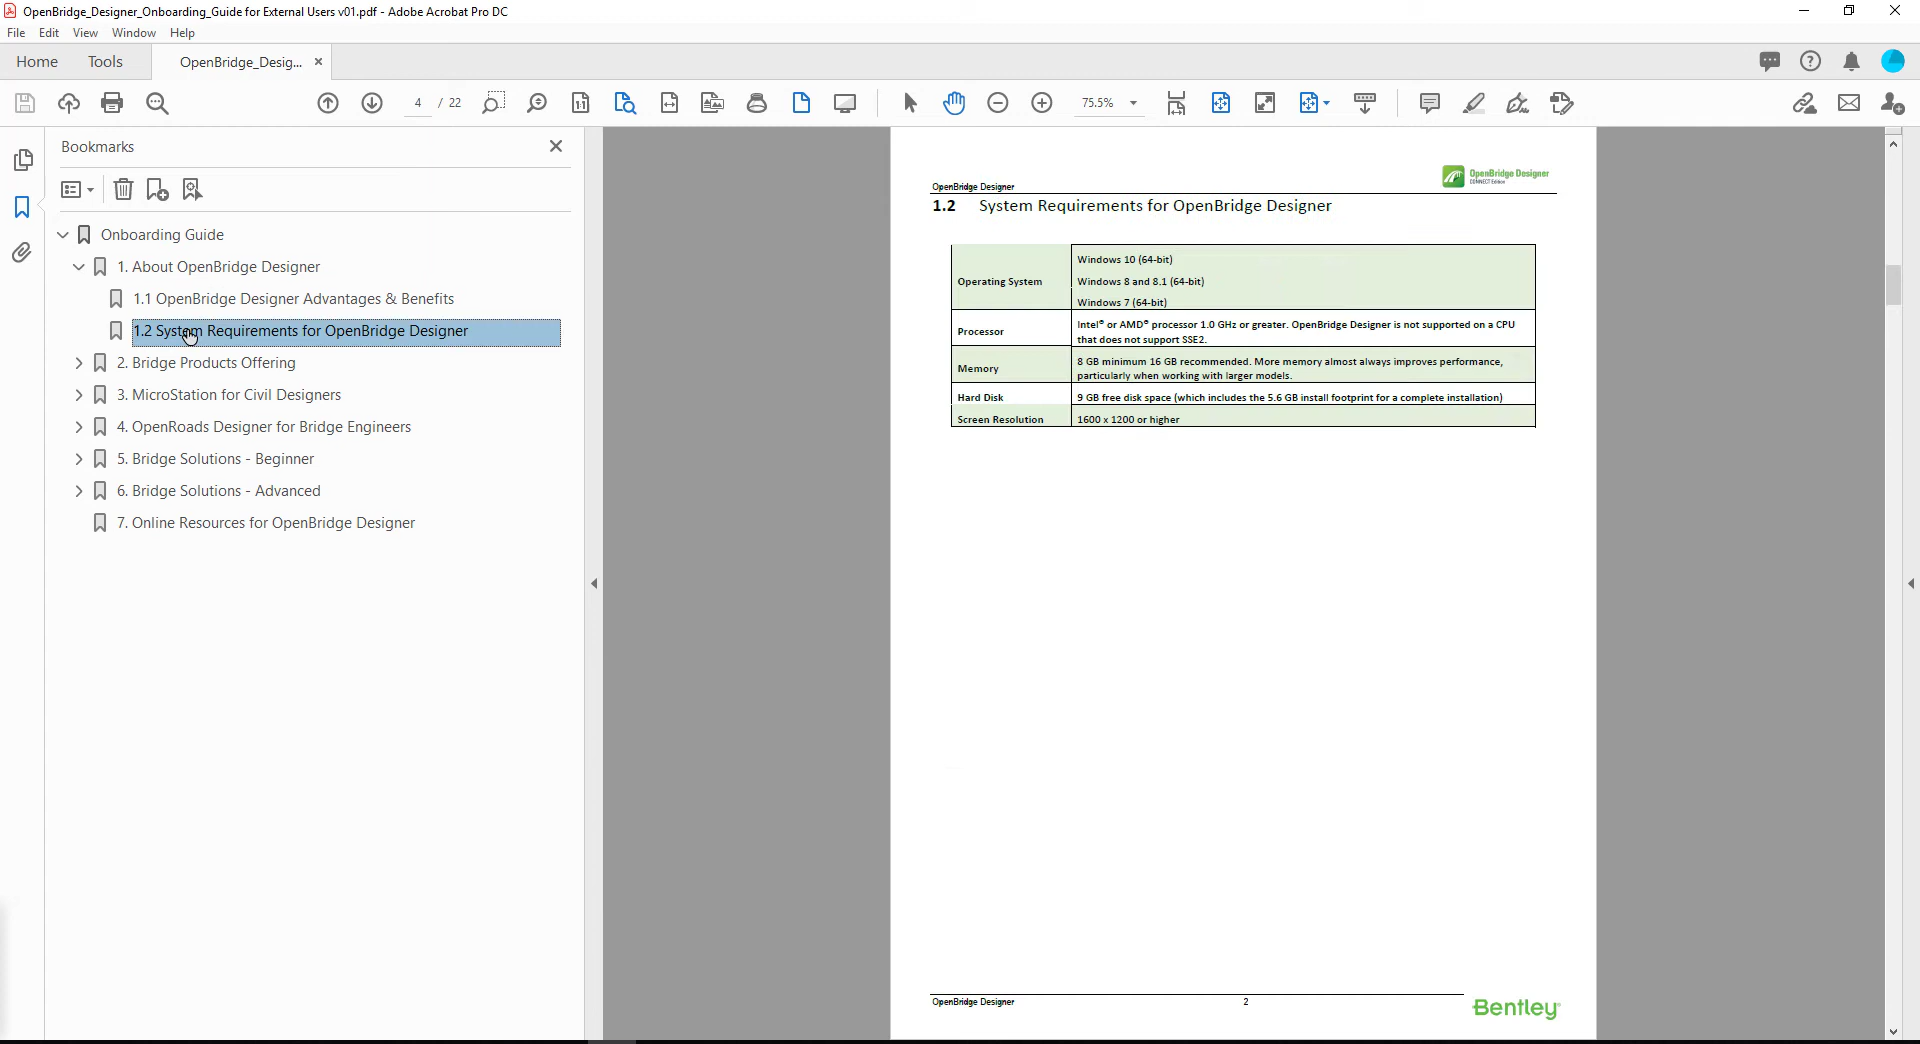 OpenBridge_Designer_Onboarding_Guide for External Users v01.pdf - Adobe Acrobat Pro DC
File Edit View Window Help
Home Tools OpenBridge_Desig... ×
4 / 22 75.5%
Bookmarks
Onboarding Guide
1. About OpenBridge Designer
1.1 OpenBridge Designer Advantages & Benefits
1.2 System Requirements for OpenBridge Designer
2. Bridge Products Offering
3. MicroStation for Civil Designers
4. OpenRoads Designer for Bridge Engineers
5. Bridge Solutions - Beginner
6. Bridge Solutions - Advanced
7. Online Resources for OpenBridge Designer
OpenBridge Designer
OpenBridge Designer
CONNECT Edition
1.2 System Requirements for OpenBridge Designer
Operating System
Windows 10 (64-bit)
Windows 8 and 8.1 (64-bit)
Windows 7 (64-bit)
Processor
Intel® or AMD® processor 1.0 GHz or greater. OpenBridge Designer is not supported on a CPU
that does not support SSE2.
Memory
8 GB minimum 16 GB recommended. More memory almost always improves performance,
particularly when working with larger models.
Hard Disk
9 GB free disk space (which includes the 5.6 GB install footprint for a complete installation)
Screen Resolution
1600 x 1200 or higher
OpenBridge Designer 2
Bentley®